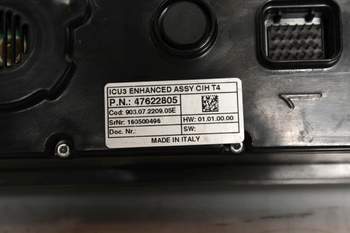 ICU3 ENHANCED ASSY C/H T4
P.N.: 47622805
Cod: 903.07.2209.05E
SrNr: 160500496
HW: 01.01.00.00
Doc. Nr.:
SW:
MADE IN ITALY